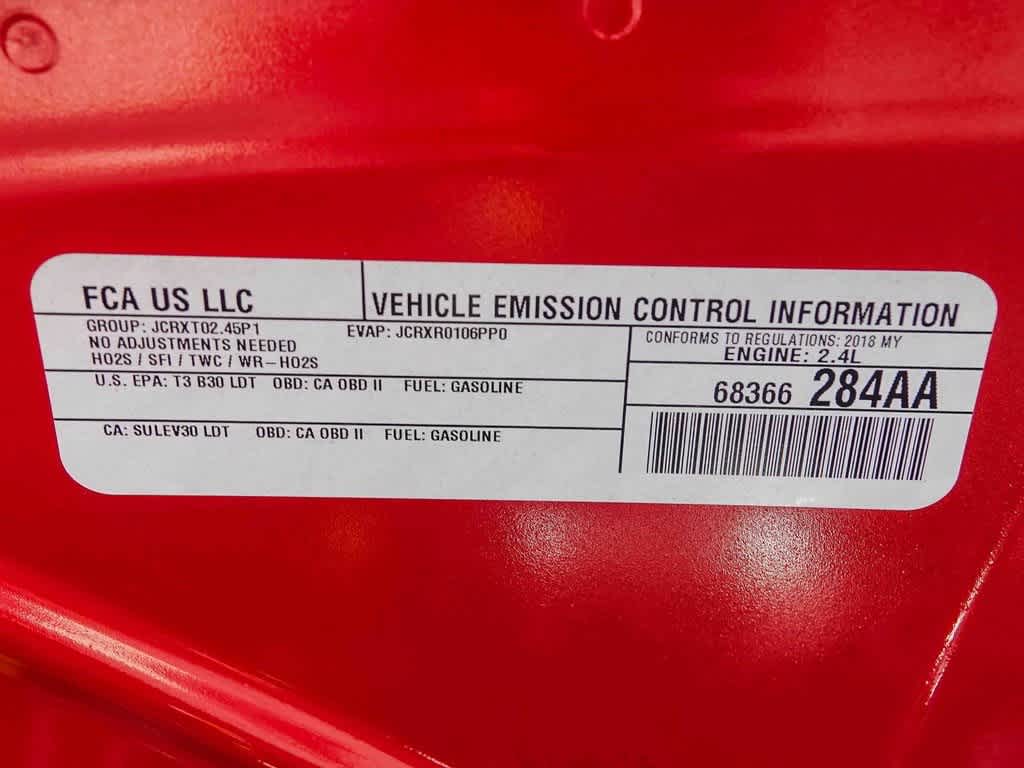 FCA US LLC
VEHICLE EMISSION CONTROL INFORMATION
GROUP: JCRXT02.45P1
EVAP: JCRXR0106PP0
NO ADJUSTMENTS NEEDED
HO2S / SFI / TWC / WR-HO2S
CONFORMS TO REGULATIONS: 2018 MY
ENGINE: 2.4L
U.S. EPA: T3 B30 LDT OBD: CA OBD II FUEL: GASOLINE
68366 284AA
CA: SULEV30 LDT OBD: CA OBD II FUEL: GASOLINE